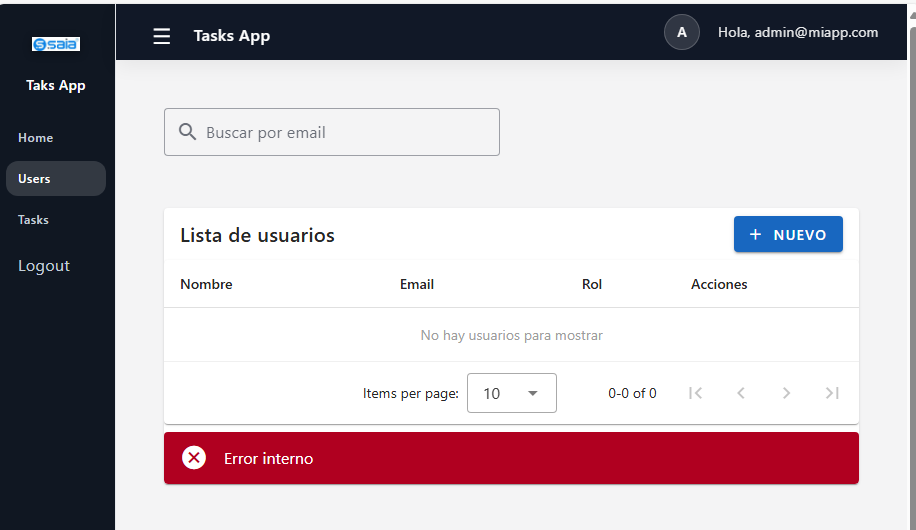 saia
Tasks App
A
Hola, admin@miapp.com
Taks App
Home
Users
Tasks
Logout
Buscar por email
Lista de usuarios
+ NUEVO
Nombre Email Rol Acciones
No hay usuarios para mostrar
Items per page: 10 0-0 of 0
Error interno